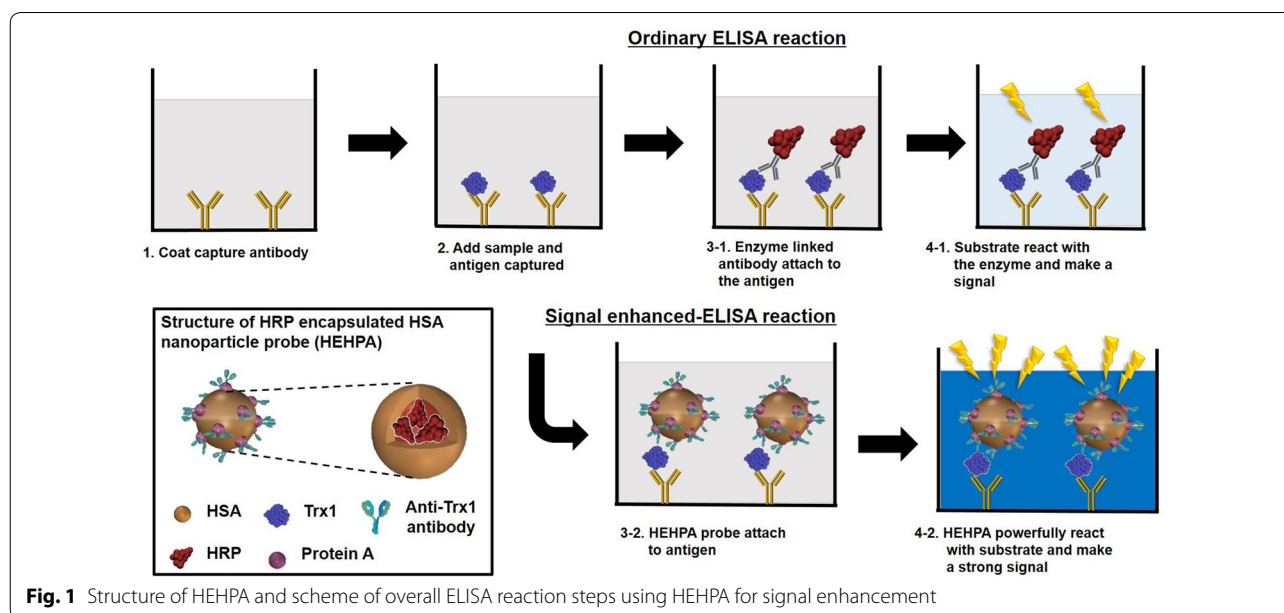 Ordinary ELISA reaction
1. Coat capture antibody
2. Add sample and
antigen captured
3-1. Enzyme linked
antibody attach to
the antigen
4-1. Substrate react with
the enzyme and make a
signal
Structure of HRP encapsulated HSA
nanoparticle probe (HEHPA)
HSA
Trx1
Anti-Trx1
antibody
HRP
Protein A
Signal enhanced-ELISA reaction
3-2. HEHPA probe attach
to antigen
4-2. HEHPA powerfully react
with substrate and make
a strong signal
Fig. 1 Structure of HEHPA and scheme of overall ELISA reaction steps using HEHPA for signal enhancement